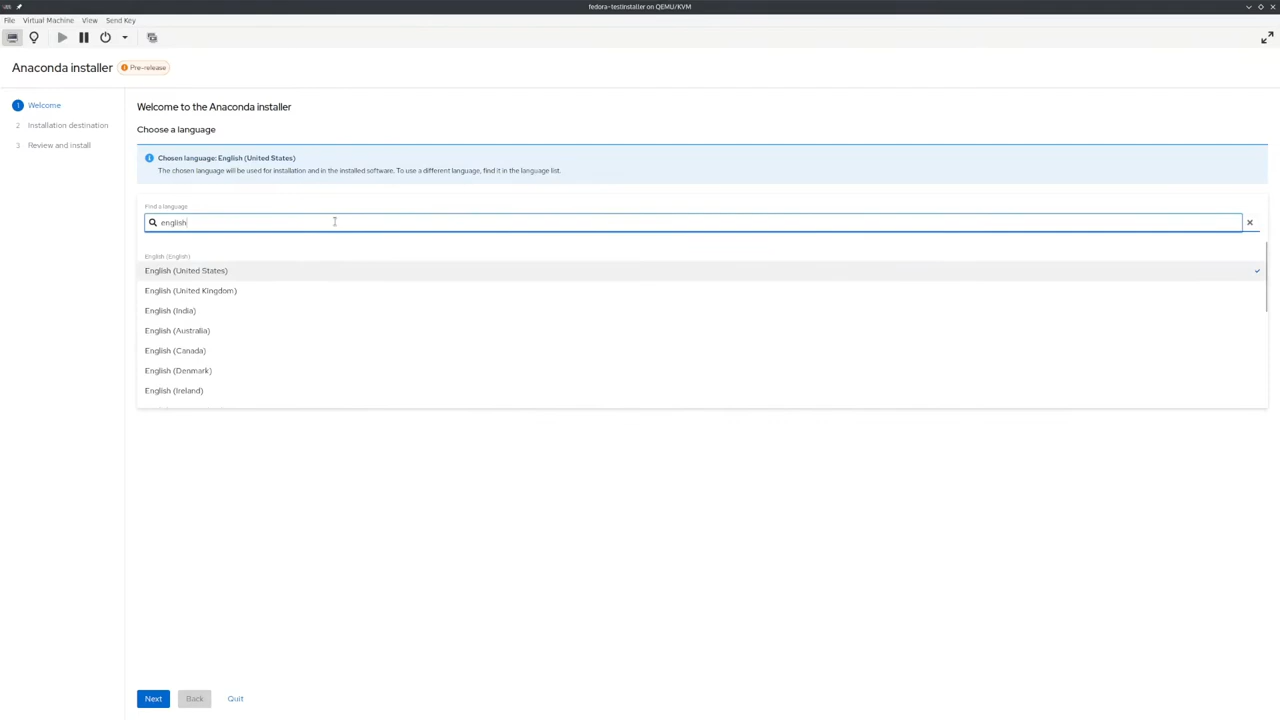 fedora-testinstaller on QEMU/KVM
File Virtual Machine View Send Key
Anaconda installer Pre-release
1 Welcome
2 Installation destination
3 Review and install
Welcome to the Anaconda installer
Choose a language
Chosen language: English (United States)
The chosen language will be used for installation and in the installed software. To use a different language, find it in the language list.
Find a language
english
English (English)
English (United States)
English (United Kingdom)
English (India)
English (Australia)
English (Canada)
English (Denmark)
English (Ireland)
Next Back Quit